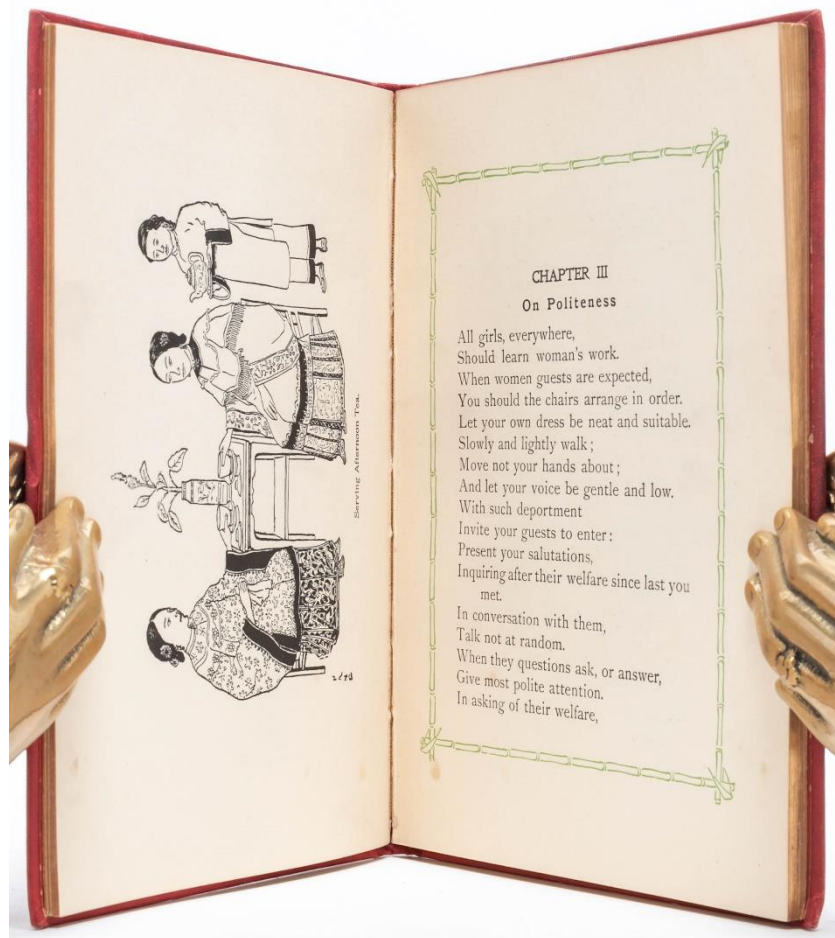 Serving Afternoon Tea.
CHAPTER III
On Politeness
All girls, everywhere,
Should learn woman's work.
When women guests are expected,
You should the chairs arrange in order.
Let your own dress be neat and suitable.
Slowly and lightly walk;
Move not your hands about;
And let your voice be gentle and low.
With such deportment
Invite your guests to enter:
Present your salutations,
Inquiring after their welfare since last you
met.
In conversation with them,
Talk not at random.
When they questions ask, or answer,
Give most polite attention.
In asking of their welfare,